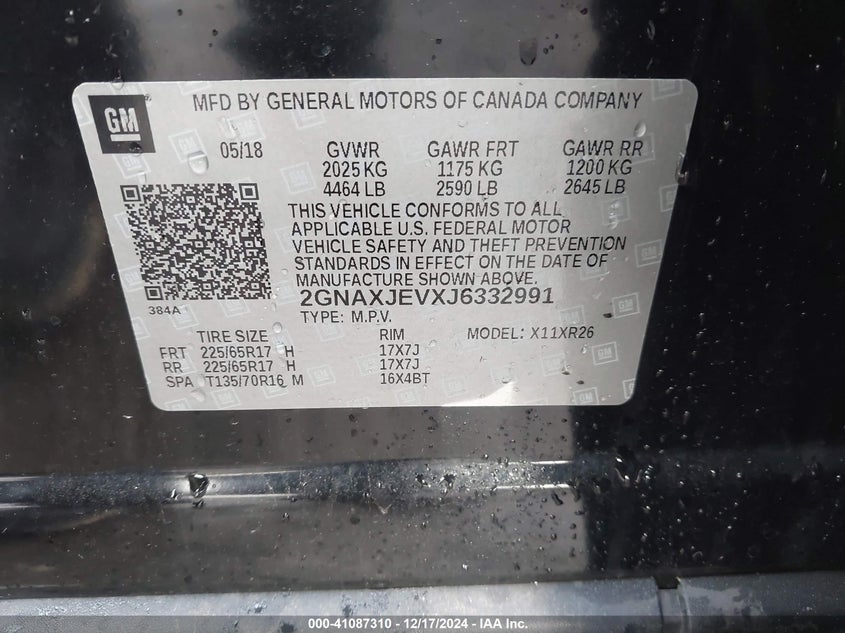 GM
MFD BY GENERAL MOTORS OF CANADA COMPANY
05/18 GVWR GAWR FRT GAWR RR
2025 KG 1175 KG 1200 KG
4464 LB 2590 LB 2645 LB
THIS VEHICLE CONFORMS TO ALL
APPLICABLE U.S. FEDERAL MOTOR
VEHICLE SAFETY AND THEFT PREVENTION
STANDARDS IN EFFECT ON THE DATE OF
MANUFACTURE SHOWN ABOVE.
384A 2GNAXJEVXJ6332991
TYPE: M.P.V.
TIRE SIZE RIM MODEL: X11XR26
FRT 225/65R17 H 17X7J
RR 225/65R17 H 17X7J
SPA T135/70R16 M 16X4BT
000-41087310 - 12/17/2024 - IAA Inc.